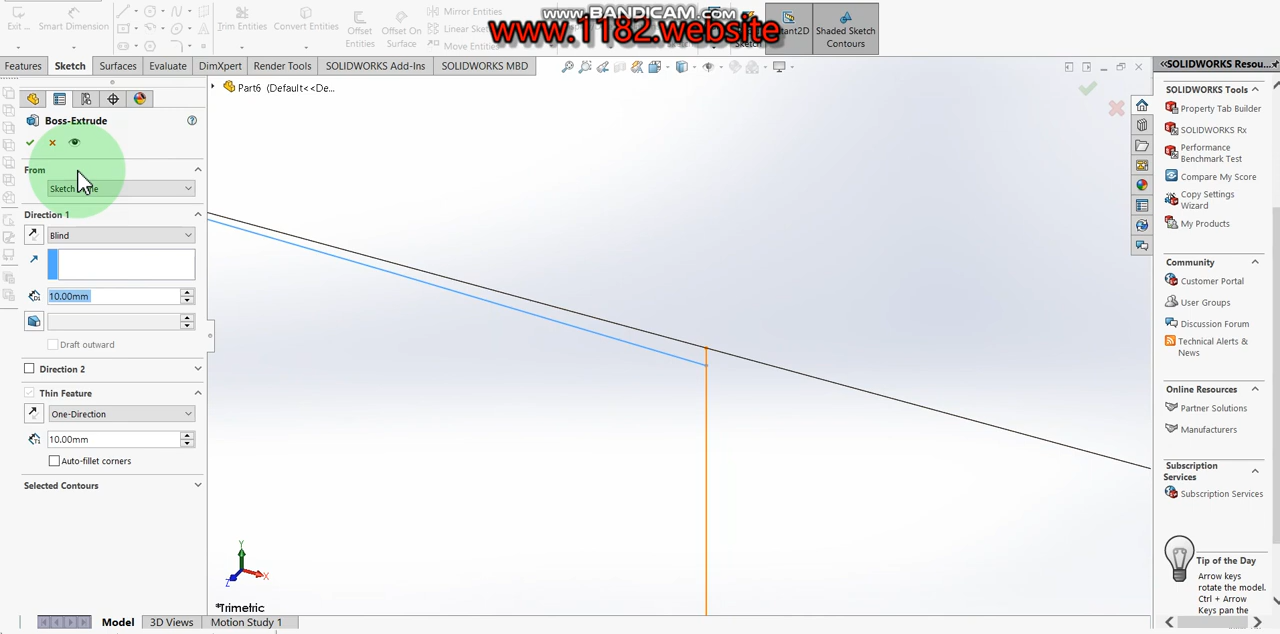 www.BANDICAM.com
www.1182.website
Exit...
Smart Dimension
Trim Entities
Convert Entities
Offset
Entities
Offset On
Surface
Mirror Entities
Linear Sketch
Move Entities
Instant2D
Shaded Sketch
Contours
Features
Sketch
Surfaces
Evaluate
DimXpert
Render Tools
SOLIDWORKS Add-Ins
SOLIDWORKS MBD
Part6 (Default<<De...
Boss-Extrude
From
Direction 1
Blind
10.00mm
Draft outward
Direction 2
Thin Feature
One-Direction
10.00mm
Auto-fillet corners
Selected Contours
Y
X
Z
*Trimetric
Model
3D Views
Motion Study 1
SOLIDWORKS Resou...
SOLIDWORKS Tools
Property Tab Builder
SOLIDWORKS Rx
Performance
Benchmark Test
Compare My Score
Copy Settings
Wizard
My Products
Community
Customer Portal
User Groups
Discussion Forum
Technical Alerts &
News
Online Resources
Partner Solutions
Manufacturers
Subscription
Services
Subscription Services
Tip of the Day
Arrow keys
rotate the model.
Ctrl + Arrow
Keys pan the